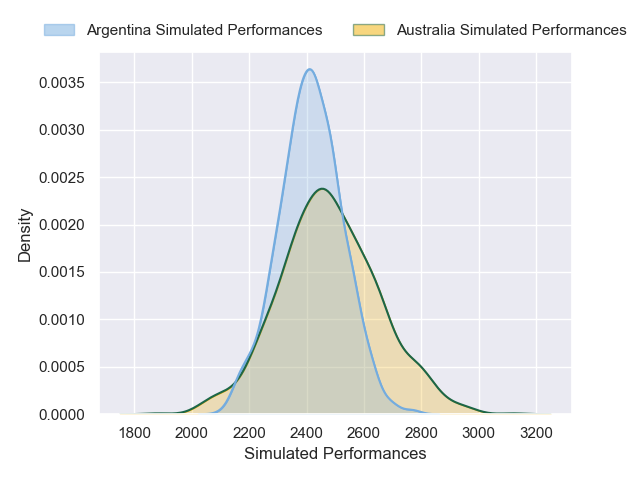 Argentina Simulated Performances Australia Simulated Performances
0.0035
0.0030
0.0025
0.0020
0.0015
0.0010
0.0005
0.0000
Density
1800 2000 2200 2400 2600 2800 3000 3200
Simulated Performances